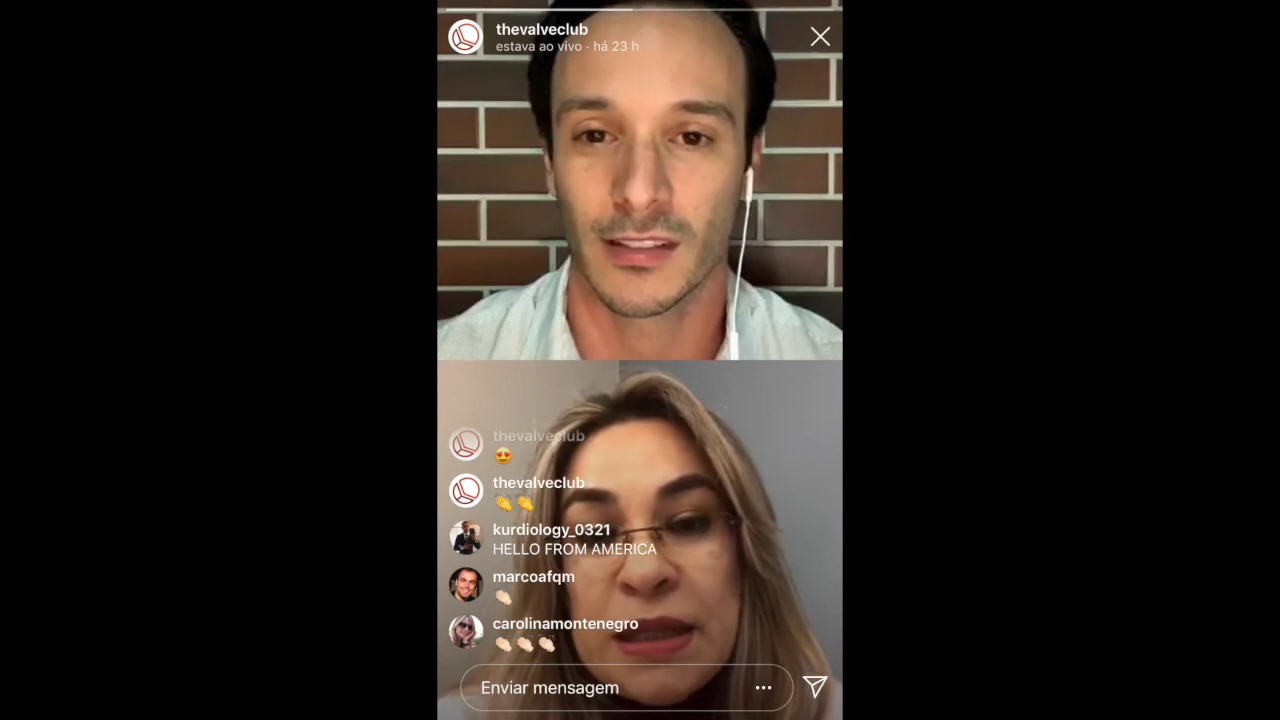 thevalveclub
estava ao vivo · há 23 h
thevalveclub
😍
thevalveclub
👏👏
kurdiology_0321
HELLO FROM AMERICA
marcoafqm
👏🏻
carolinamontenegro
👏🏻👏🏻👏🏻
Enviar mensagem